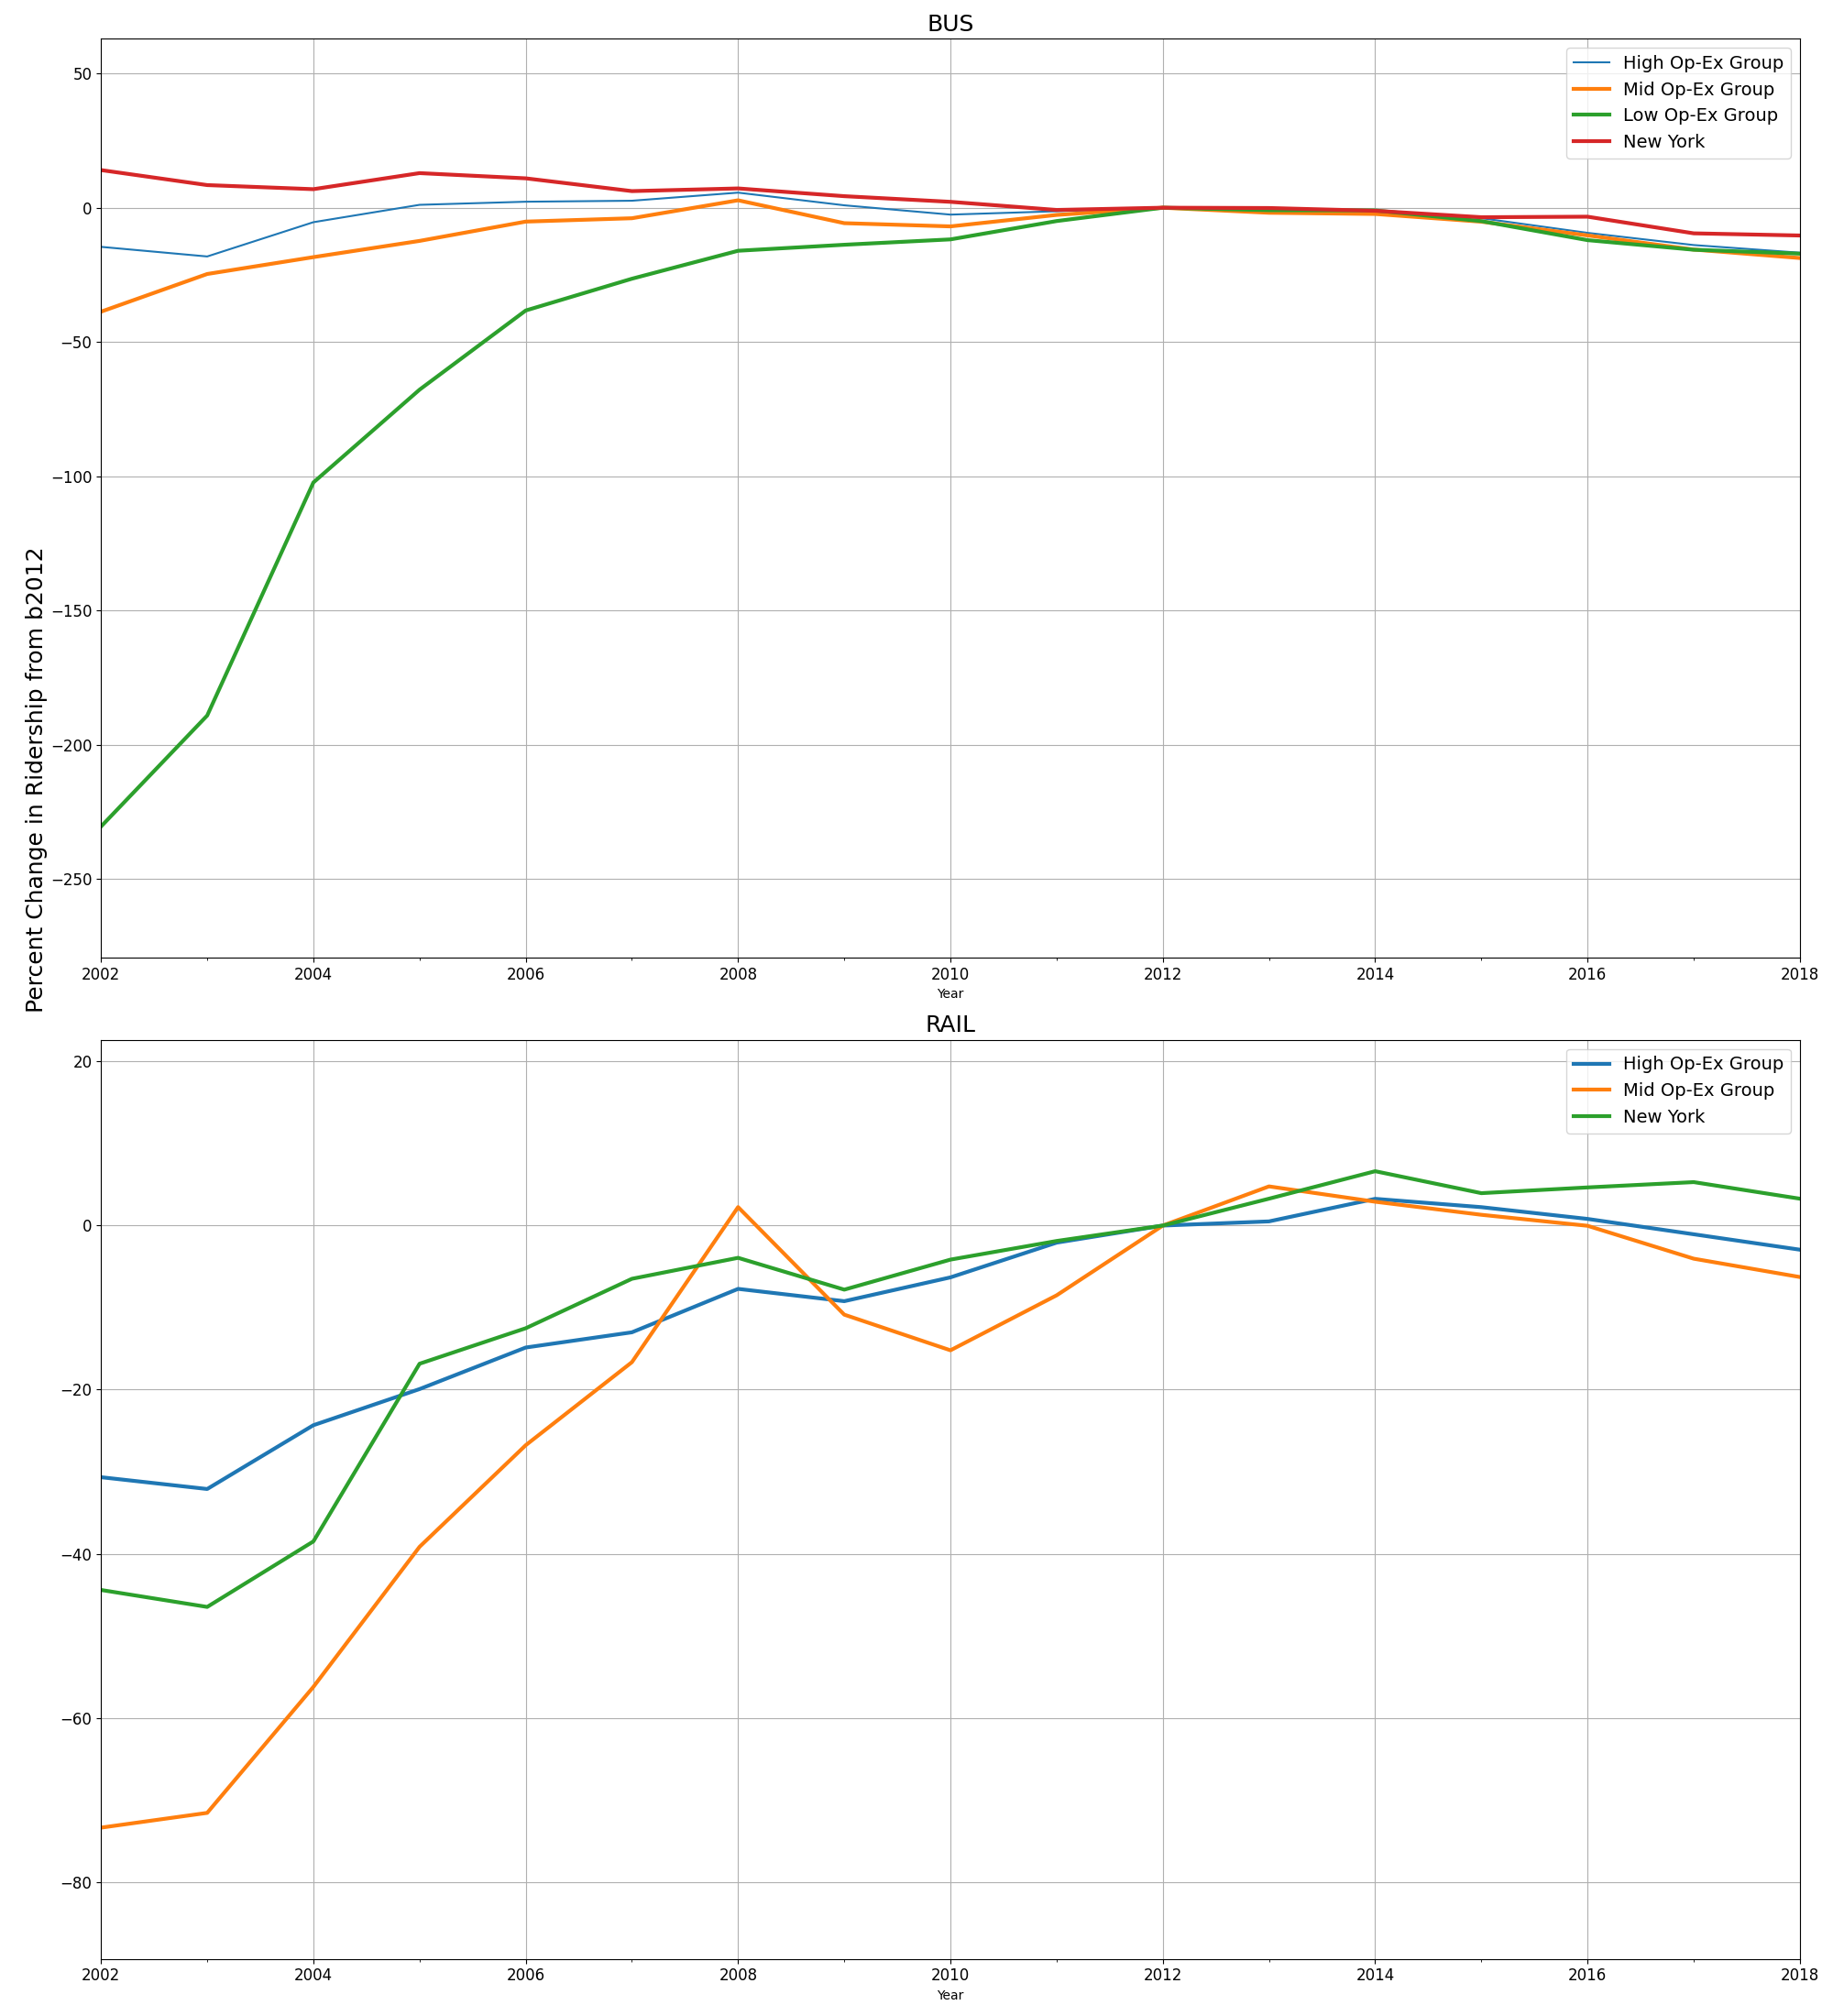 BUS
50
0
−50
−100
−150
−200
−250
High Op-Ex Group
Mid Op-Ex Group
Low Op-Ex Group
New York
2002 2004 2006 2008 2010 2012 2014 2016 2018
Year
Percent Change in Ridership from b2012
RAIL
20
0
−20
−40
−60
−80
High Op-Ex Group
Mid Op-Ex Group
New York
2002 2004 2006 2008 2010 2012 2014 2016 2018
Year